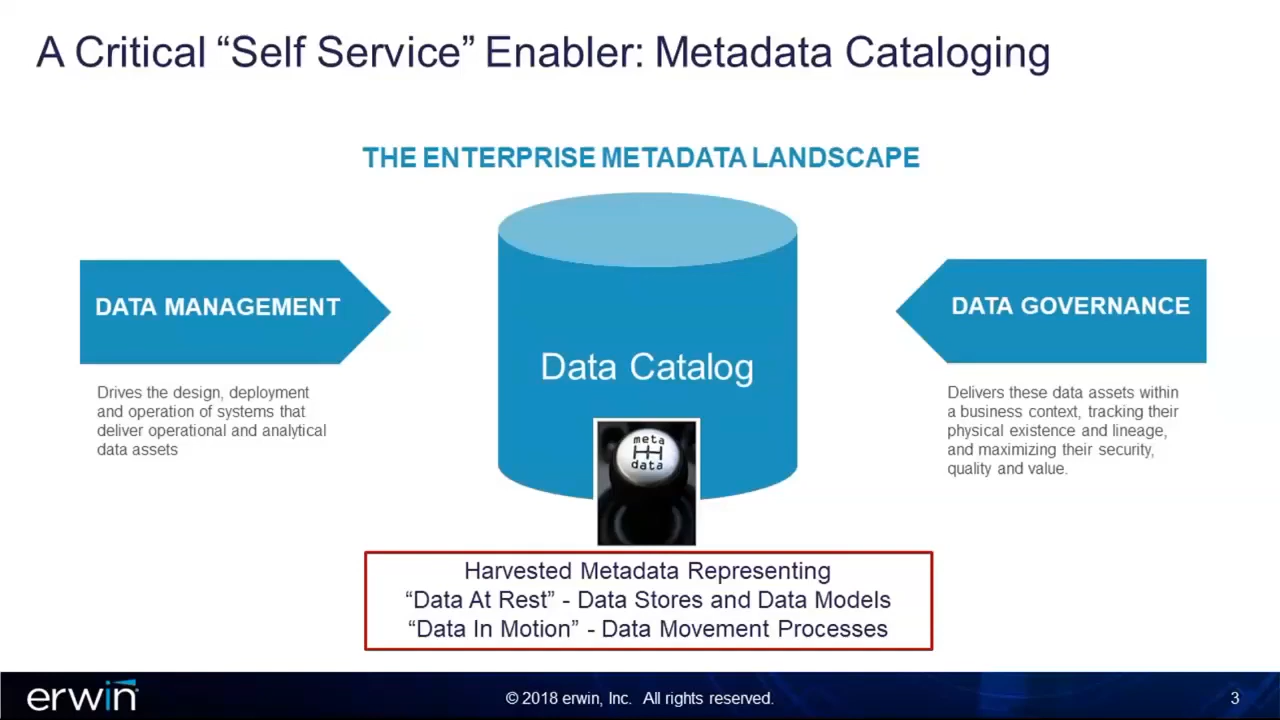 A Critical “Self Service” Enabler: Metadata Cataloging
THE ENTERPRISE METADATA LANDSCAPE
DATA MANAGEMENT
Drives the design, deployment
and operation of systems that
deliver operational and analytical
data assets
Data Catalog
meta
data
DATA GOVERNANCE
Delivers these data assets within
a business context, tracking their
physical existence and lineage,
and maximizing their security,
quality and value.
Harvested Metadata Representing
“Data At Rest” - Data Stores and Data Models
“Data In Motion” - Data Movement Processes
erwin
© 2018 erwin, Inc. All rights reserved.
3